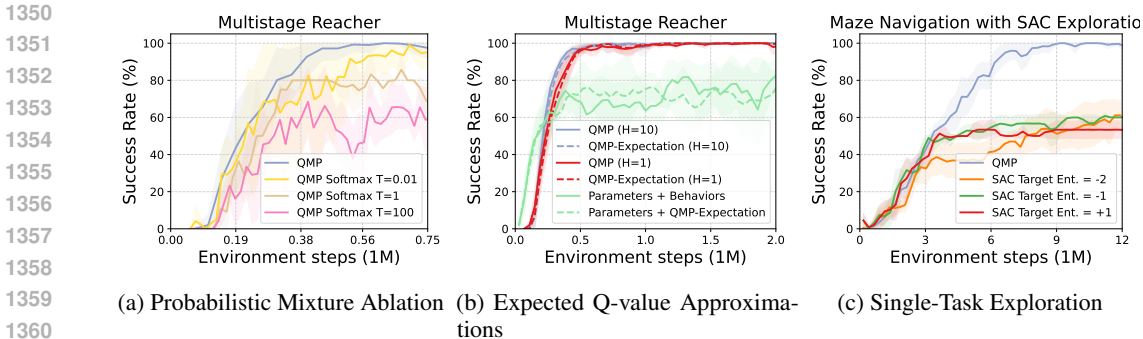 1350
1351
1352
1353
1354
1355
1356
1357
1358
1359
1360
Multistage Reacher
Success Rate (%)
100
80
60
40
20
0
QMP
QMP Softmax T=0.01
QMP Softmax T=1
QMP Softmax T=100
0.00 0.19 0.38 0.56 0.75
Environment steps (1M)
(a) Probabilistic Mixture Ablation
Multistage Reacher
Success Rate (%)
100
80
60
40
20
0
QMP (H=10)
QMP-Expectation (H=10)
QMP (H=1)
QMP-Expectation (H=1)
Parameters + Behaviors
Parameters + QMP-Expectation
0.0 0.5 1.0 1.5 2.0
Environment steps (1M)
(b) Expected Q-value Approxima-
tions
Maze Navigation with SAC Exploratio
Success Rate (%)
100
80
60
40
20
0
QMP
SAC Target Ent. = -2
SAC Target Ent. = -1
SAC Target Ent. = +1
0 3 6 9 12
Environment steps (1M)
(c) Single-Task Exploration